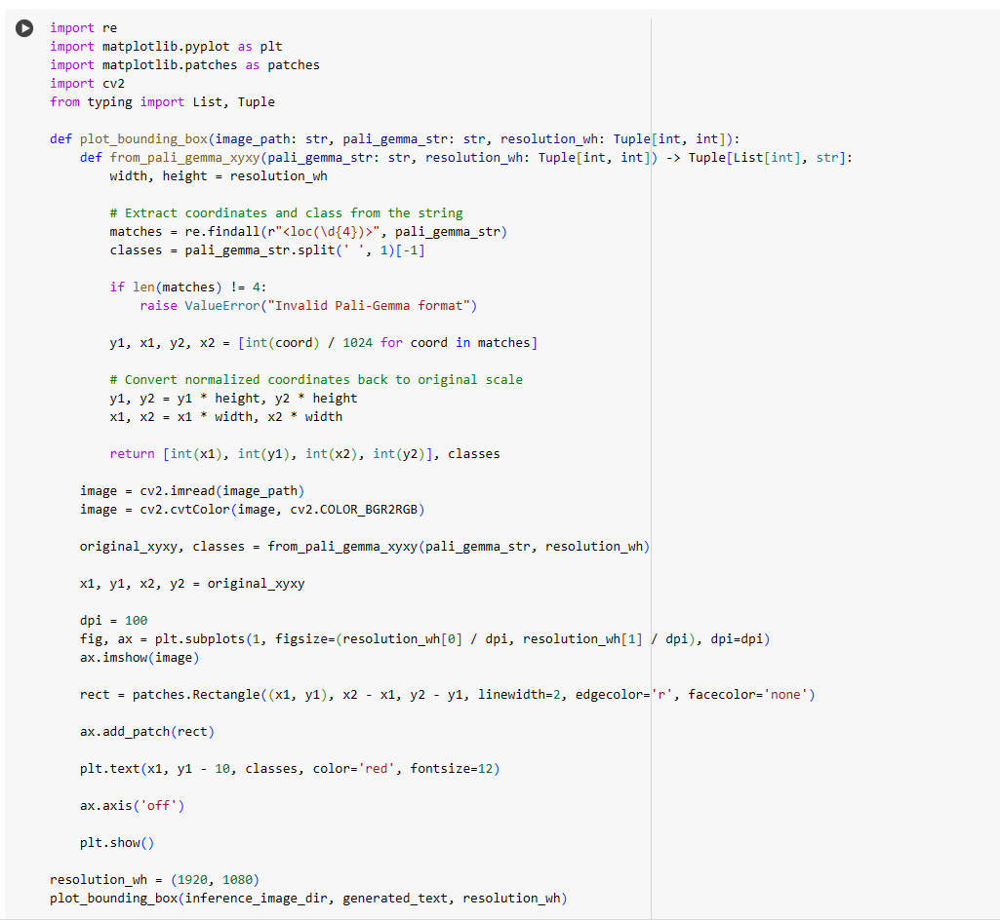 import re
import matplotlib.pyplot as plt
import matplotlib.patches as patches
import cv2
from typing import List, Tuple

def plot_bounding_box(image_path: str, pali_gemma_str: str, resolution_wh: Tuple[int, int]):
    def from_pali_gemma_xyxy(pali_gemma_str: str, resolution_wh: Tuple[int, int]) -> Tuple[List[int], str]:
        width, height = resolution_wh

        # Extract coordinates and class from the string
        matches = re.findall(r"<loc(\d{4})>", pali_gemma_str)
        classes = pali_gemma_str.split(' ', 1)[-1]

        if len(matches) != 4:
            raise ValueError("Invalid Pali-Gemma format")

        y1, x1, y2, x2 = [int(coord) / 1024 for coord in matches]

        # Convert normalized coordinates back to original scale
        y1, y2 = y1 * height, y2 * height
        x1, x2 = x1 * width, x2 * width

        return [int(x1), int(y1), int(x2), int(y2)], classes

    image = cv2.imread(image_path)
    image = cv2.cvtColor(image, cv2.COLOR_BGR2RGB)

    original_xyxy, classes = from_pali_gemma_xyxy(pali_gemma_str, resolution_wh)

    x1, y1, x2, y2 = original_xyxy

    dpi = 100
    fig, ax = plt.subplots(1, figsize=(resolution_wh[0] / dpi, resolution_wh[1] / dpi), dpi=dpi)
    ax.imshow(image)

    rect = patches.Rectangle((x1, y1), x2 - x1, y2 - y1, linewidth=2, edgecolor='r', facecolor='none')

    ax.add_patch(rect)

    plt.text(x1, y1 - 10, classes, color='red', fontsize=12)

    ax.axis('off')

    plt.show()

resolution_wh = (1920, 1080)
plot_bounding_box(inference_image_dir, generated_text, resolution_wh)